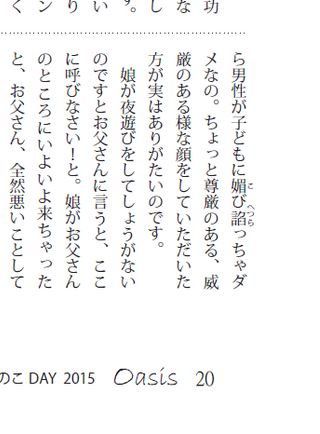 功
な
し
す。
い
り
ん
く
ら男性が子どもに媚び諂っちゃダ
こ へつら
メなの。ちょっと尊厳のある、威
厳のある様な顔をしていただいた
方が実はありがたいのです。
　娘が夜遊びをしてしょうがない
のですとお父さんに言うと、ここ
に呼びなさい！と。娘がお父さん
のところにいよいよ来ちゃった
と、お父さん、全然悪いことして
のこ DAY 2015 Oasis 20